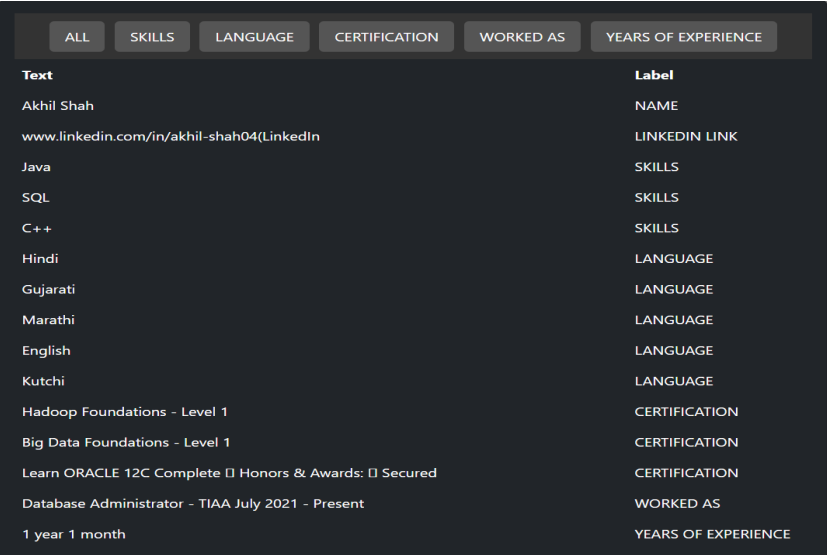 ALL SKILLS LANGUAGE CERTIFICATION WORKED AS YEARS OF EXPERIENCE
Text Label
Akhil Shah NAME
www.linkedin.com/in/akhil-shah04(LinkedIn LINKEDIN LINK
Java SKILLS
SQL SKILLS
C++ SKILLS
Hindi LANGUAGE
Gujarati LANGUAGE
Marathi LANGUAGE
English LANGUAGE
Kutchi LANGUAGE
Hadoop Foundations - Level 1 CERTIFICATION
Big Data Foundations - Level 1 CERTIFICATION
Learn ORACLE 12C Complete ▯ Honors & Awards: ▯ Secured CERTIFICATION
Database Administrator - TIAA July 2021 - Present WORKED AS
1 year 1 month YEARS OF EXPERIENCE